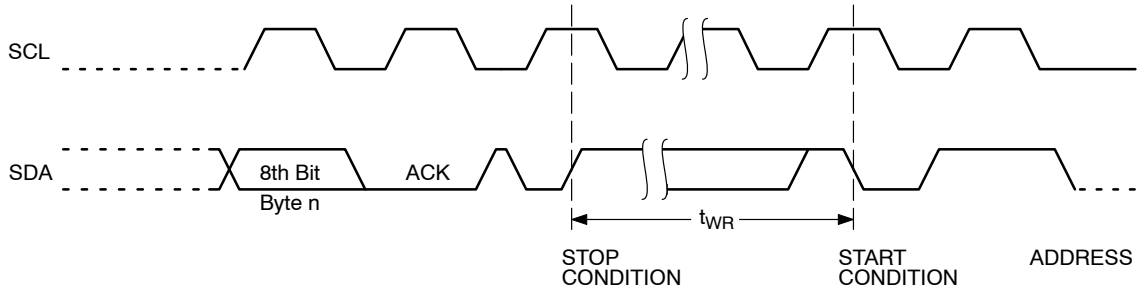 SCL
SDA
8th Bit
Byte n
ACK
tWR
STOP
CONDITION
START
CONDITION
ADDRESS